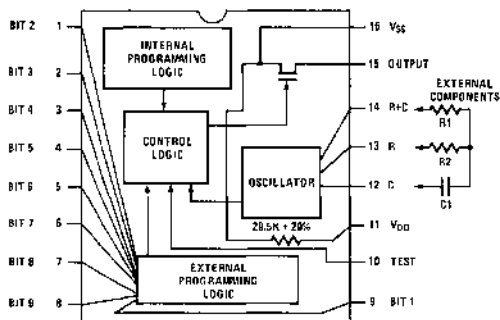 BIT 2 1
BIT 3 2
BIT 4 3
BIT 5 4
BIT 6 5
BIT 7 6
BIT 8 7
BIT 9 8
INTERNAL
PROGRAMMING
LOGIC
CONTROL
LOGIC
OSCILLATOR
29.5K + 20%
EXTERNAL
PROGRAMMING
LOGIC
16 VSS
15 OUTPUT
14 R+C
13 R
12 C
11 VDD
10 TEST
9 BIT 1
EXTERNAL
COMPONENTS
R1
R2
C1